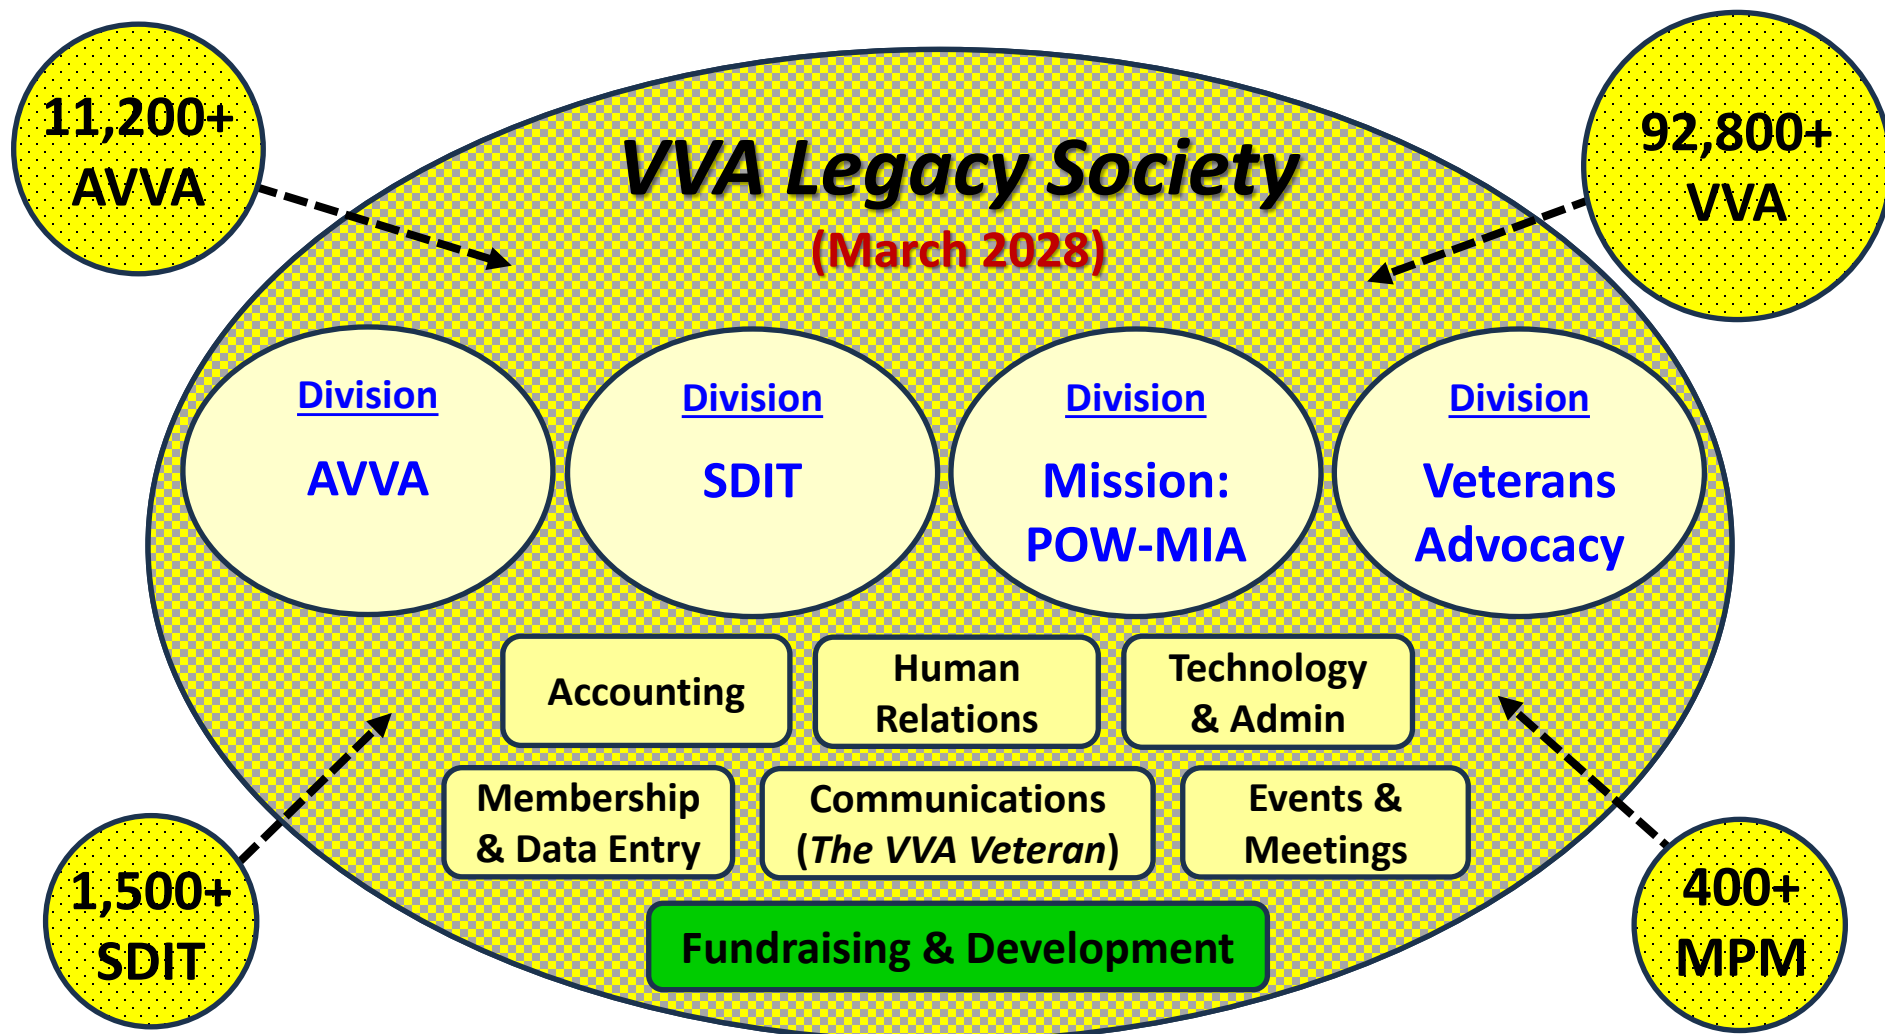 11,200+
AVVA
92,800+
VVA
VVA Legacy Society
(March 2028)
Division
AVVA
Division
SDIT
Division
Mission:
POW-MIA
Division
Veterans
Advocacy
Accounting
Human
Relations
Technology
& Admin
Membership
& Data Entry
Communications
(The VVA Veteran)
Events &
Meetings
Fundraising & Development
1,500+
SDIT
400+
MPM